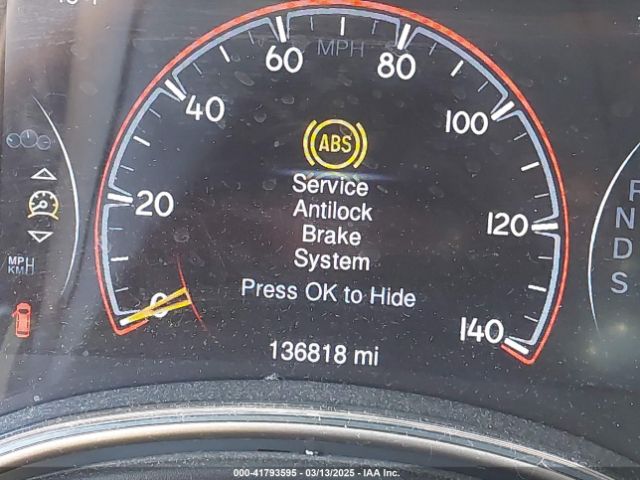 MPH
60
80
40
100
ABS
20
Service
Antilock
120
Brake
System
MPH
KM/H
Press OK to Hide
0
140
136818 mi
N
D
S
000-41793595 - 03/13/2025 - IAA Inc.